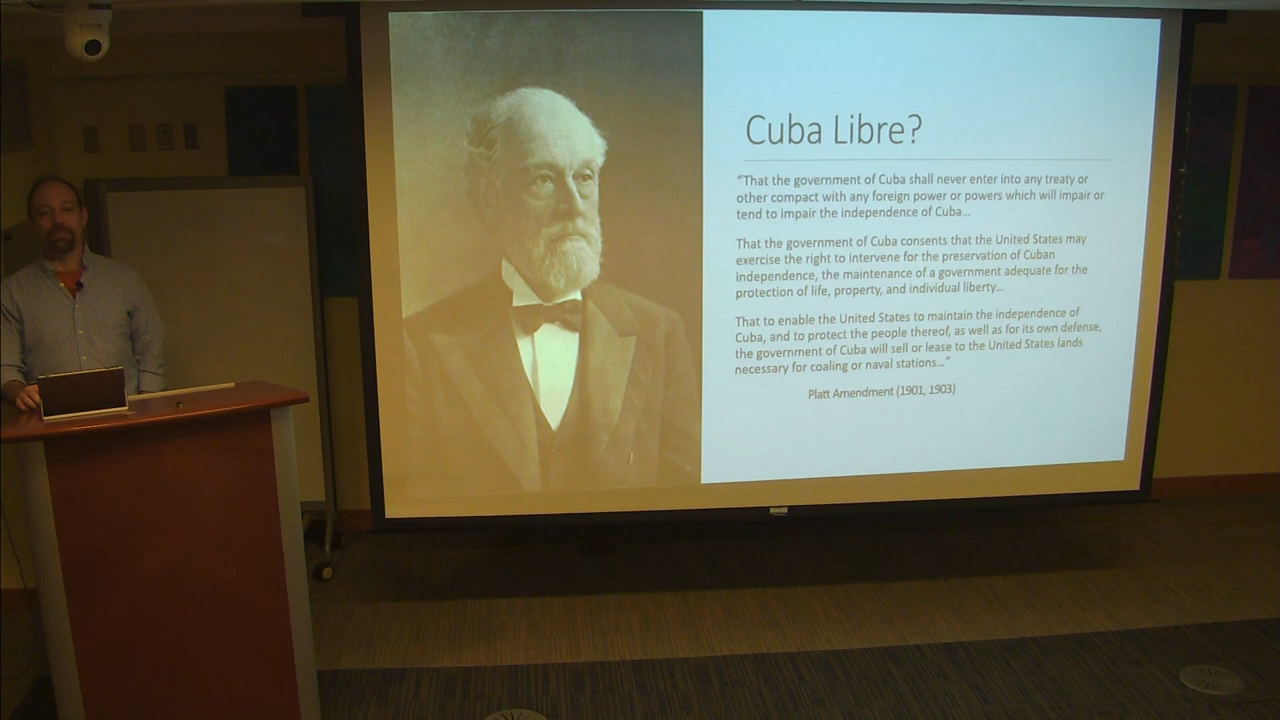 Cuba Libre?
“That the government of Cuba shall never enter into any treaty or
other compact with any foreign power or powers which will impair or
tend to impair the independence of Cuba...
That the government of Cuba consents that the United States may
exercise the right to intervene for the preservation of Cuban
independence, the maintenance of a government adequate for the
protection of life, property, and individual liberty...
That to enable the United States to maintain the independence of
Cuba, and to protect the people thereof, as well as for its own defense,
the government of Cuba will sell or lease to the United States lands
necessary for coaling or naval stations...”
Platt Amendment (1901, 1903)